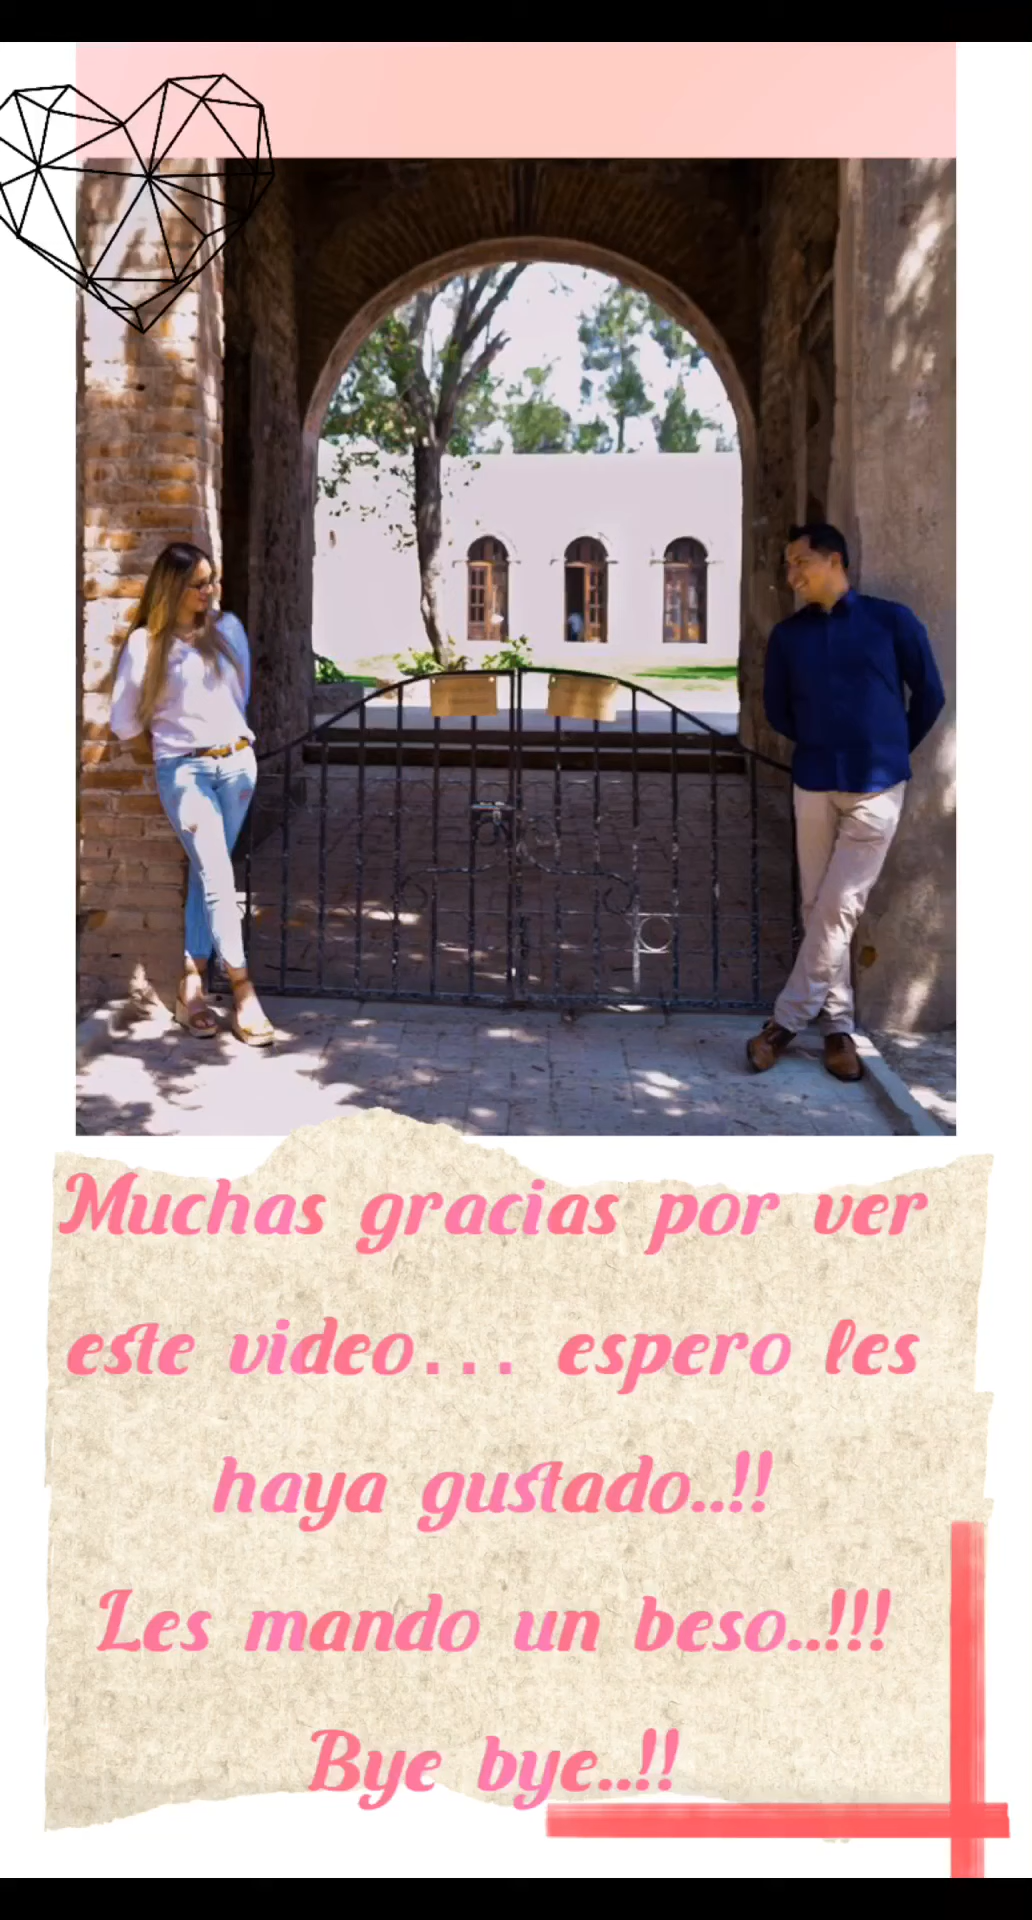 Muchas gracias por ver
este video... espero les
haya gustado..!!
Les mando un beso..!!!
Bye bye..!!